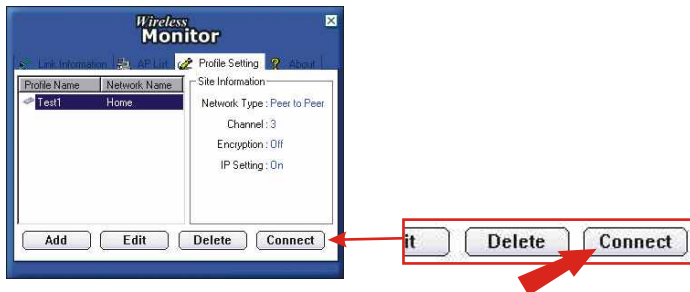 Wireless
Monitor
Link Information AP List Profile Setting About
Profile Name Network Name
Test1 Home
Site Information
Network Type : Peer to Peer
Channel : 3
Encryption : Off
IP Setting : On
Add Edit Delete Connect
it Delete Connect